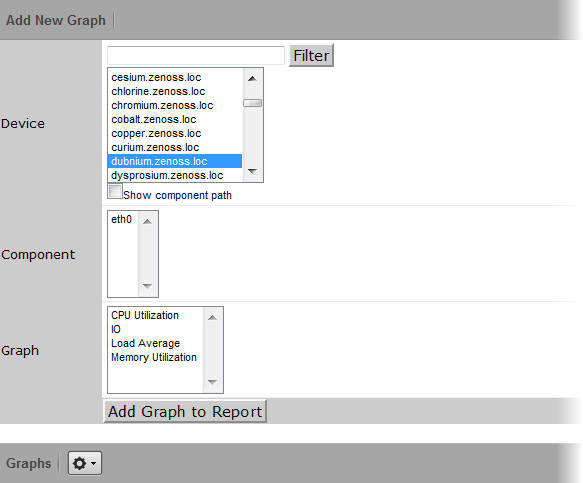 Add New Graph
Filter
Device
cesium.zenoss.loc
chlorine.zenoss.loc
chromium.zenoss.loc
cobalt.zenoss.loc
copper.zenoss.loc
curium.zenoss.loc
dubnium.zenoss.loc
dysprosium.zenoss.loc
Show component path
Component
eth0
Graph
CPU Utilization
IO
Load Average
Memory Utilization
Add Graph to Report
Graphs